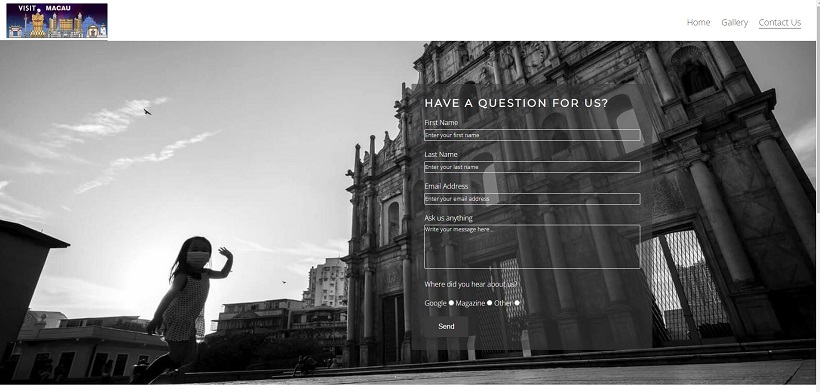 VISIT MACAU
Home Gallery Contact Us
HAVE A QUESTION FOR US?
First Name
Enter your first name
Last Name
Enter your last name
Email Address
Enter your email address
Ask us anything
Write your message here...
Where did you hear about us?
Google Magazine Other
Send